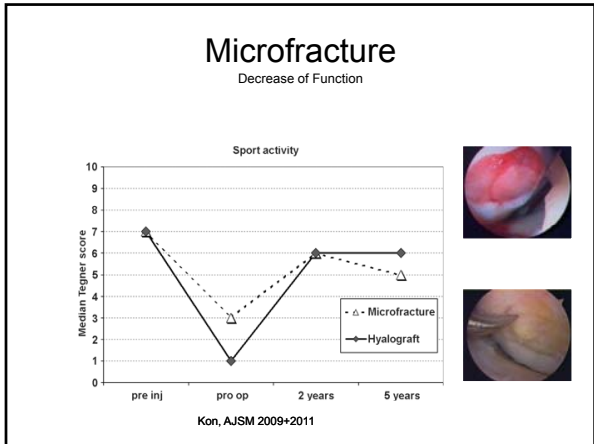 Microfracture
Decrease of Function
Sport activity
Median Tegner score
10
9
8
7
6
5
4
3
2
1
0
Microfracture
Hyalograft
pre inj pro op 2 years 5 years
Kon, AJSM 2009+2011